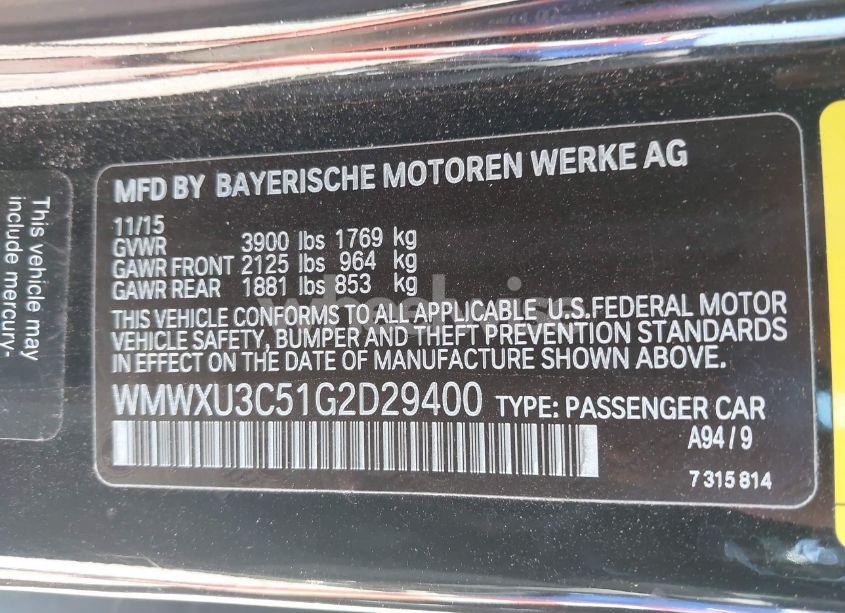 This vehicle may
include mercury-
MFD BY BAYERISCHE MOTOREN WERKE AG
11/15
GVWR 3900 lbs 1769 kg
GAWR FRONT 2125 lbs 964 kg
GAWR REAR 1881 lbs 853 kg
THIS VEHICLE CONFORMS TO ALL APPLICABLE U.S.FEDERAL MOTOR
VEHICLE SAFETY, BUMPER AND THEFT PREVENTION STANDARDS
IN EFFECT ON THE DATE OF MANUFACTURE SHOWN ABOVE.
WMWXU3C51G2D29400 TYPE: PASSENGER CAR
A94/9
7 315 814